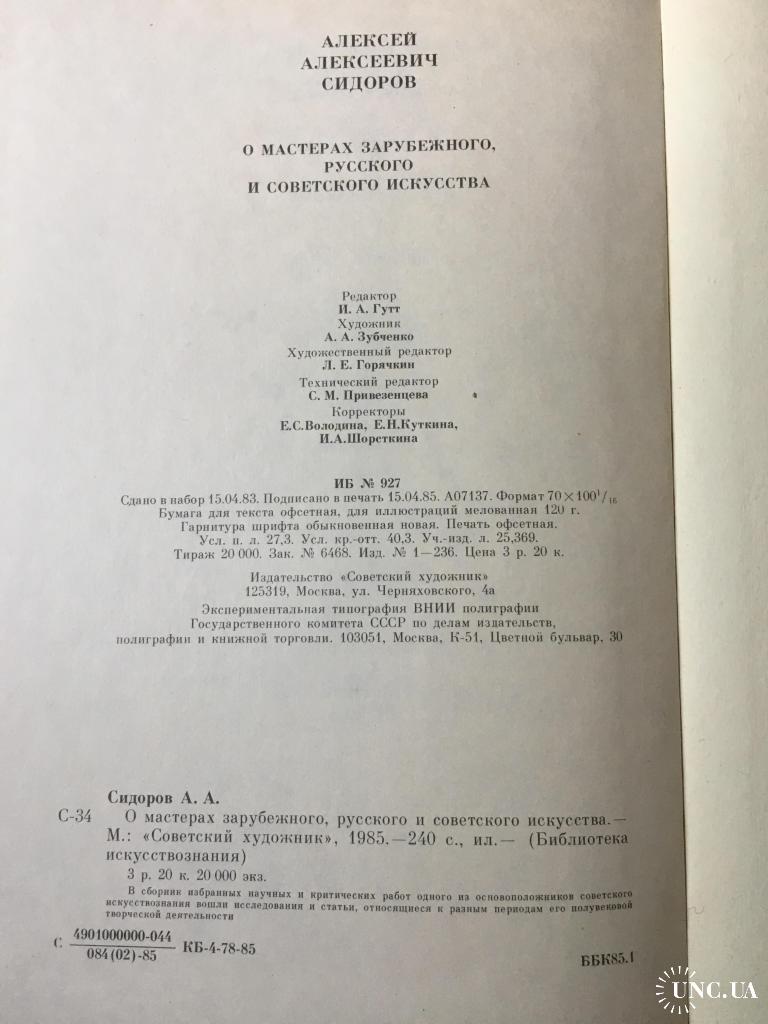 АЛЕКСЕЙ
АЛЕКСЕЕВИЧ
СИДОРОВ
О МАСТЕРАХ ЗАРУБЕЖНОГО,
РУССКОГО
И СОВЕТСКОГО ИСКУССТВА
Редактор
И. А. Гутт
Художник
А. А. Зубченко
Художественный редактор
Л. Е. Горячкин
Технический редактор
С. М. Привезенцева
Корректоры
Е.С.Володина, Е.Н.Куткина,
И.А.Шорсткина
ИБ № 927
Сдано в набор 15.04.83. Подписано в печать 15.04.85. А07137. Формат 70×100¹/₁₆
Бумага для текста офсетная, для иллюстраций мелованная 120 г.
Гарнитура шрифта обыкновенная новая. Печать офсетная.
Усл. п. л. 27,3. Усл. кр.-отт. 40,3. Уч.-изд. л. 25,369.
Тираж 20 000. Зак. № 6468. Изд. № 1—236. Цена 3 р. 20 к.
Издательство «Советский художник»
125319, Москва, ул. Черняховского, 4а
Экспериментальная типография ВНИИ полиграфии
Государственного комитета СССР по делам издательств,
полиграфии и книжной торговли. 103051, Москва, К-51, Цветной бульвар, 30
Сидоров А. А.
С-34 О мастерах зарубежного, русского и советского искусства.—
М.: «Советский художник», 1985.—240 с., ил.— (Библиотека
искусствознания)
3 р. 20 к. 20 000 экз.
В сборник избранных научных и критических работ одного из основоположников советского
искусствознания вошли исследования и статьи, относящиеся к разным периодам его полувековой
творческой деятельности
С 4901000000-044 КБ-4-78-85
084(02)-85
ББК85.1
UNC.UA